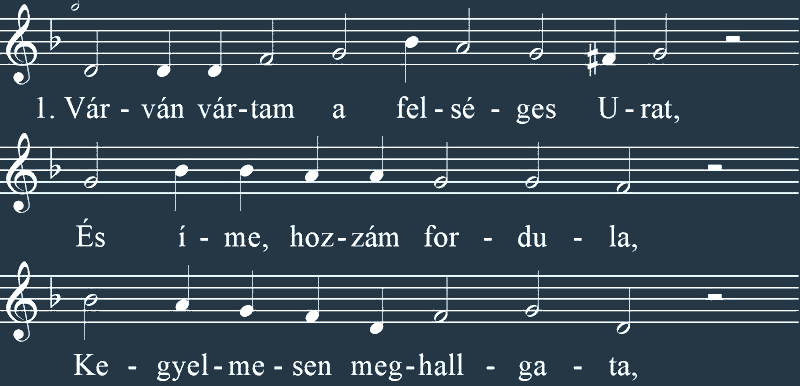 1. Vár - ván vár-tam a fel - sé - ges U - rat,
És í - me, hoz-zám for - du - la,
Ke - gyel - me - sen meg-hall - ga - ta,